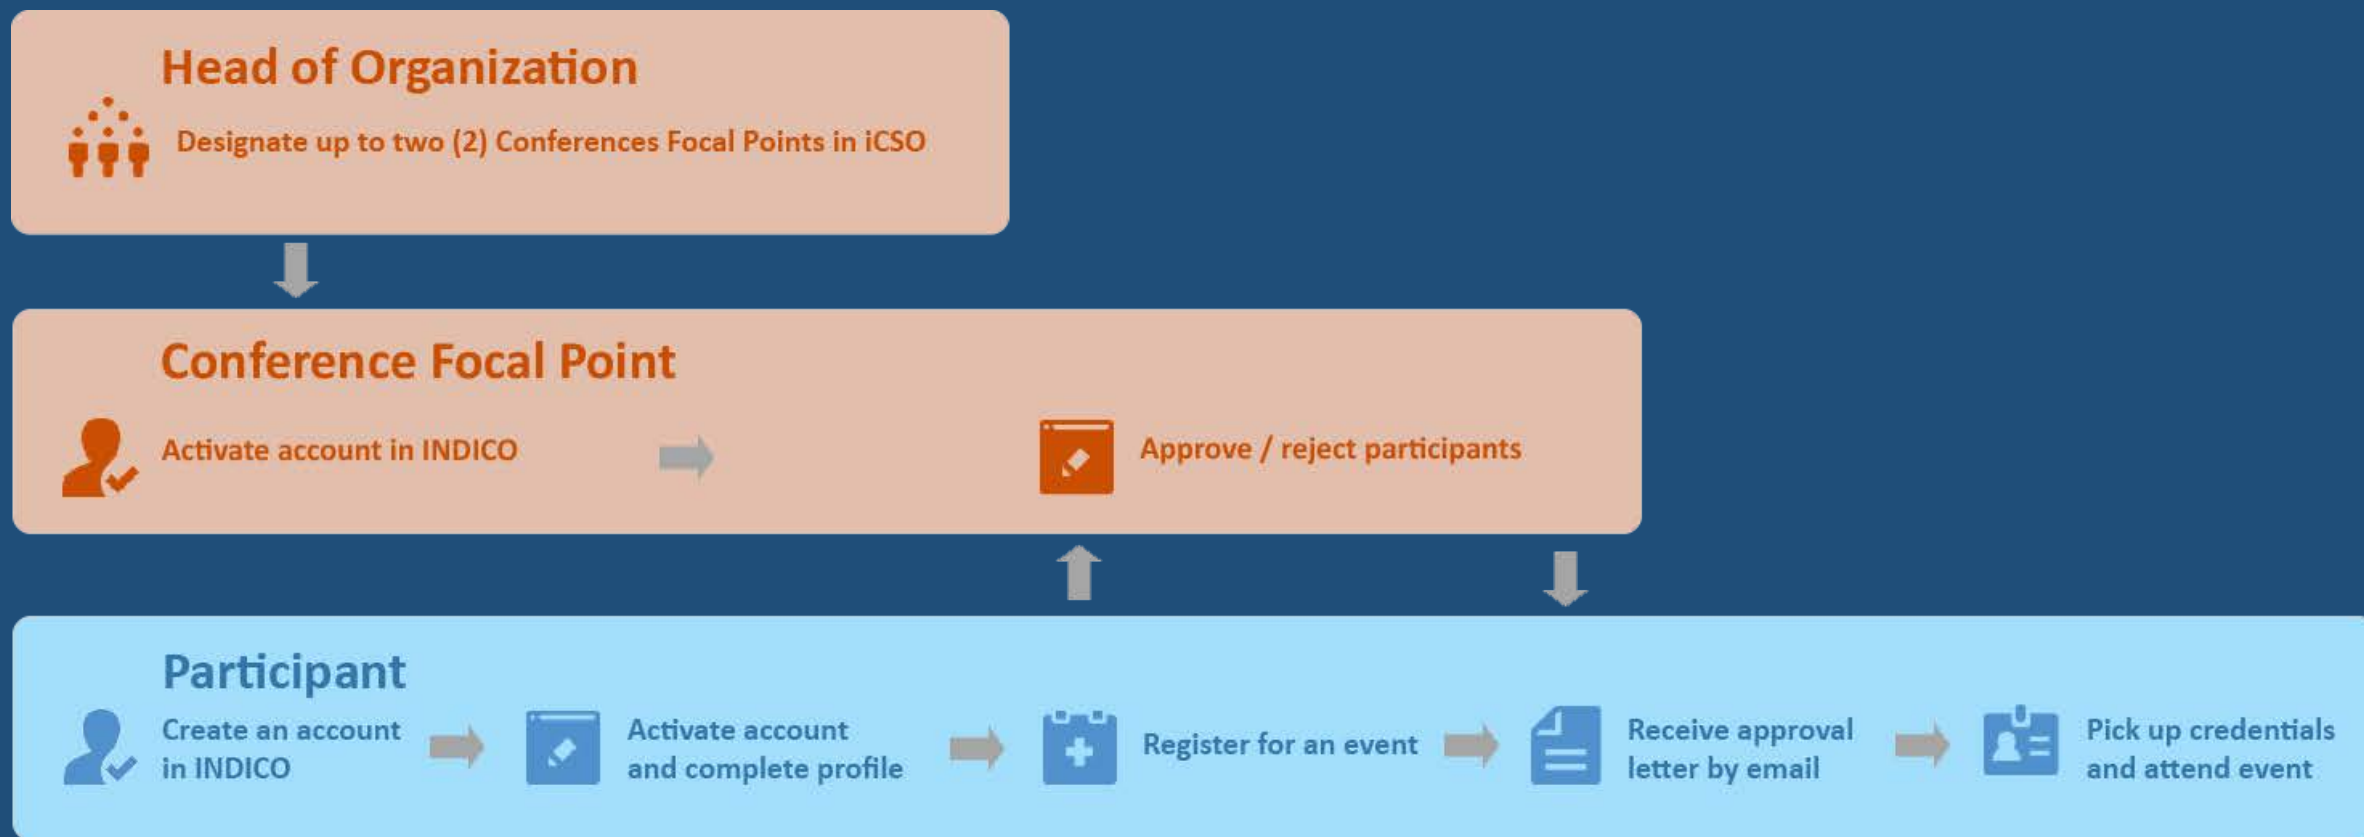 Head of Organization
Designate up to two (2) Conferences Focal Points in iCSO
Conference Focal Point
Activate account in INDICO
Approve / reject participants
Participant
Create an account
in INDICO
Activate account
and complete profile
Register for an event
Receive approval
letter by email
Pick up credentials
and attend event